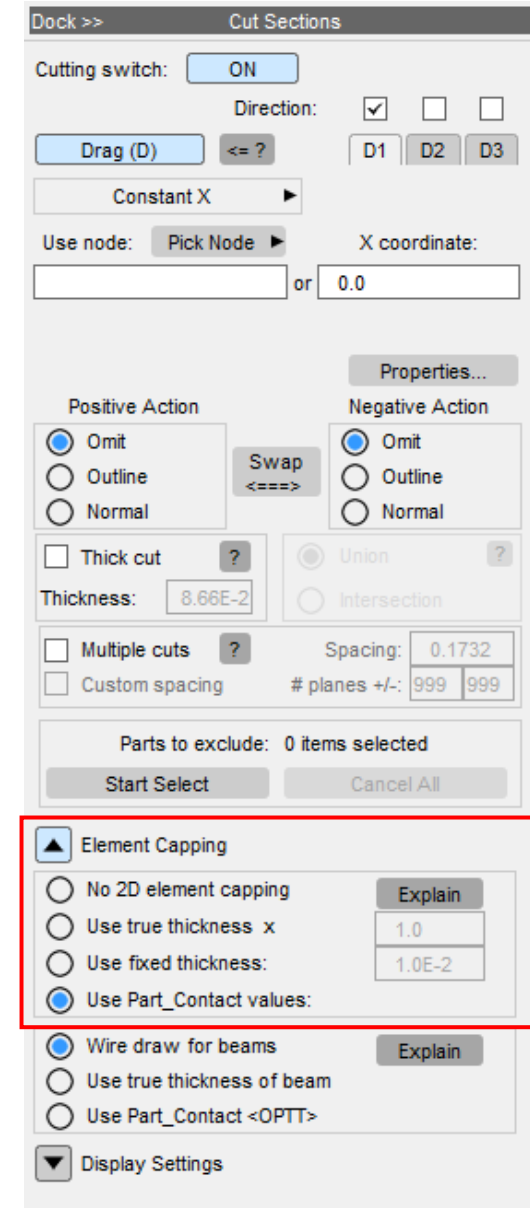 Dock >> Cut Sections
Cutting switch: ON
Direction:
Drag (D) <= ? D1 D2 D3
Constant X
Use node: Pick Node X coordinate:
or 0.0
Properties...
Positive Action Negative Action
Omit Swap <===> Omit
Outline Outline
Normal Normal
Thick cut ? Union ?
Thickness: 8.66E-2 Intersection
Multiple cuts ? Spacing: 0.1732
Custom spacing # planes +/-: 999 999
Parts to exclude: 0 items selected
Start Select Cancel All
Element Capping
No 2D element capping Explain
Use true thickness x 1.0
Use fixed thickness: 1.0E-2
Use Part_Contact values:
Wire draw for beams Explain
Use true thickness of beam
Use Part_Contact <OPTT>
Display Settings